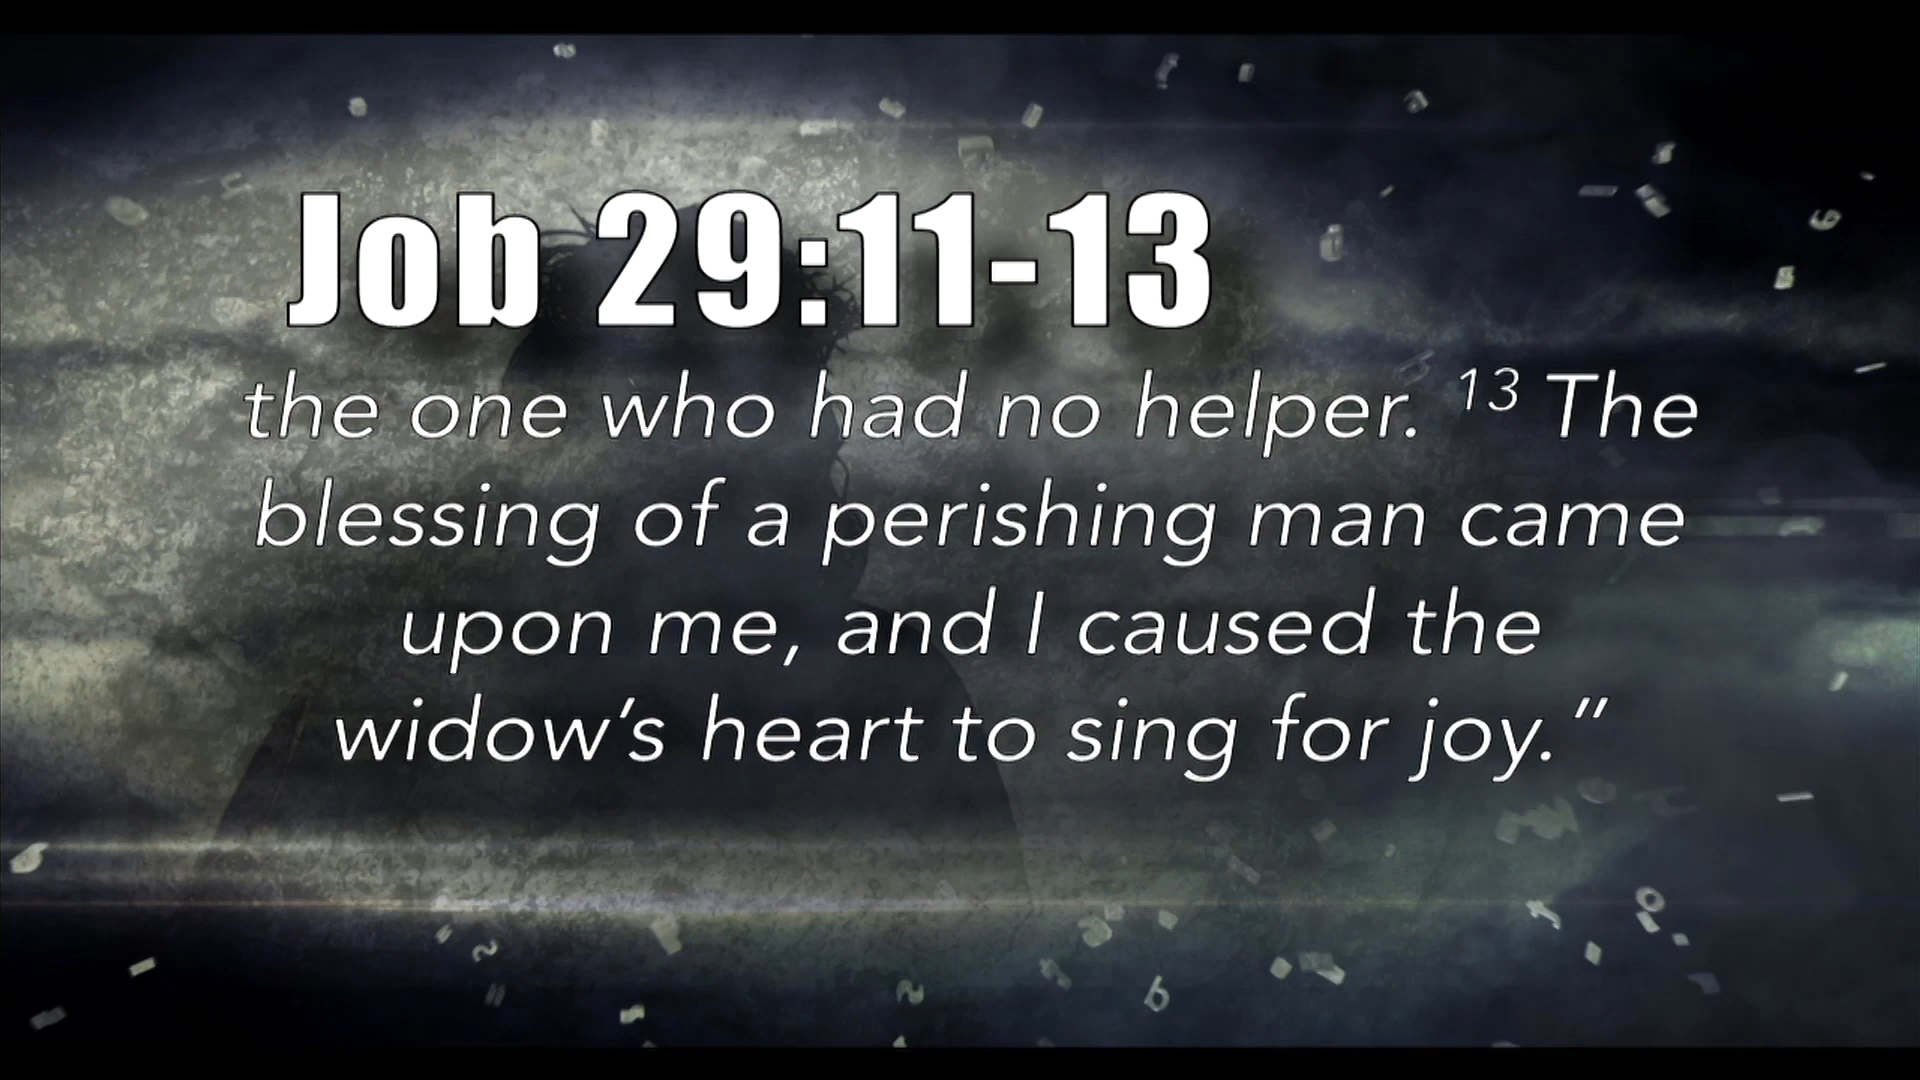 Job 29:11-13
the one who had no helper. 13 The
blessing of a perishing man came
upon me, and I caused the
widow’s heart to sing for joy.”